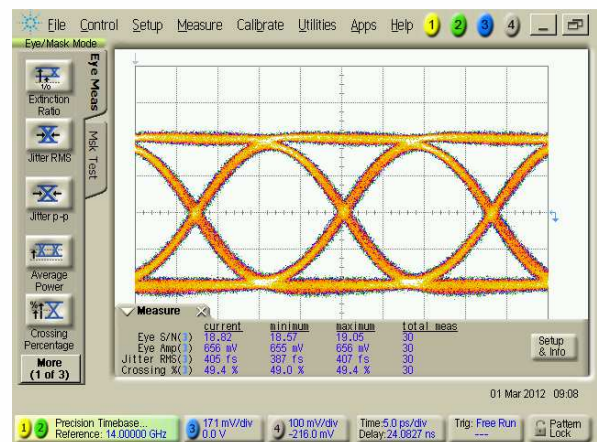 File Control Setup Measure Calibrate Utilities Apps Help 1 2 3 4
Eye/Mask Mode
Eye Meas
Msk Test
Extinction
Ratio
Jitter RMS
Jitter p-p
Average
Power
Crossing
Percentage
More
(1 of 3)
Measure
current minimum maximum total meas
Eye S/N(3) 18.82 18.57 19.05 30
Eye Amp(3) 656 mV 655 mV 656 mV 30
Jitter RMS(3) 405 fs 387 fs 407 fs 30
Crossing %(3) 49.4 % 49.0 % 49.4 % 30
Setup
& Info
01 Mar 2012 09:08
1 2 Precision Timebase...
Reference: 14.00000 GHz
3 171 mV/div
0.0 V
4 100 mV/div
-216.0 mV
Time:5.0 ps/div
Delay:24.0827 ns
Trig: Free Run
---
Pattern
Lock